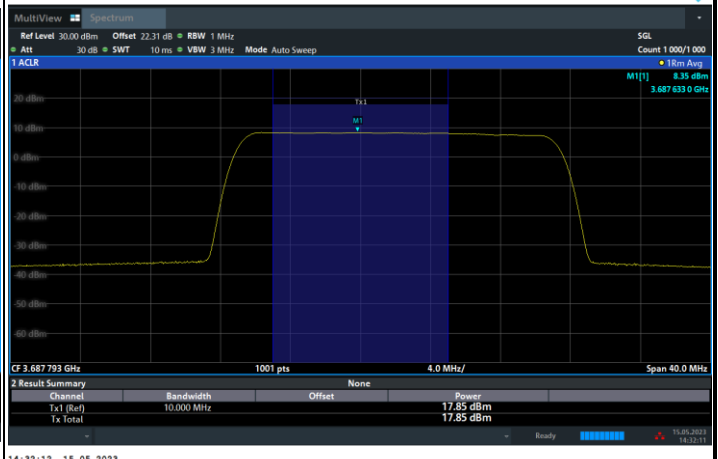 MultiView Spectrum
Ref Level 30.00 dBm Offset 22.31 dB RBW 1 MHz SGL
Att 30 dB SWT 10 ms VBW 3 MHz Mode Auto Sweep Count 1 000/1 000
1 ACLR 1Rm Avg
M1[1] 8.35 dBm
3.687 633 0 GHz
20 dBm
Tx1
M1
10 dBm
0 dBm
-10 dBm
-20 dBm
-30 dBm
-40 dBm
-50 dBm
-60 dBm
CF 3.687 793 GHz 1001 pts 4.0 MHz/ Span 40.0 MHz
2 Result Summary None
Channel Bandwidth Offset Power
Tx1 (Ref) 10.000 MHz 17.85 dBm
Tx Total 17.85 dBm
Ready 15.05.2023
14:32:11
14:32:12 15.05.2023